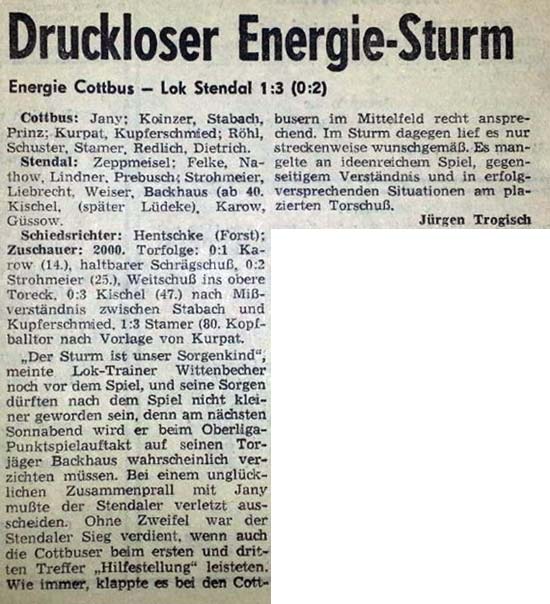 Druckloser Energie-Sturm
Energie Cottbus — Lok Stendal 1:3 (0:2)
Cottbus: Jany; Koinzer, Stabach,
Prinz; Kurpat, Kupferschmied; Röhl,
Schuster, Stamer, Redlich, Dietrich.
Stendal: Zeppmeisel; Felke, Na-
thow, Lindner, Prebusch; Strohmeier,
Liebrecht, Weiser, Backhaus (ab 40.
Kischel, (später Lüdeke), Karow,
Güssow.
Schiedsrichter: Hentschke (Forst);
Zuschauer: 2000. Torfolge: 0:1 Ka-
row (14.), haltbarer Schrägschuß, 0:2
Strohmeier (25.), Weitschuß ins obere
Toreck, 0:3 Kischel (47.) nach Miß-
verständnis zwischen Stabach und
Kupferschmied, 1:3 Stamer (80. Kopf-
balltor nach Vorlage von Kurpat.
„Der Sturm ist unser Sorgenkind“,
meinte Lok-Trainer Wittenbecher
noch vor dem Spiel, und seine Sorgen
dürften nach dem Spiel nicht klei-
ner geworden sein, denn am nächsten
Sonnabend wird er beim Oberliga-
Punktspielauftakt auf seinen Tor-
jäger Backhaus wahrscheinlich ver-
zichten müssen. Bei einem unglück-
lichen Zusammenprall mit Jany
mußte der Stendaler verletzt aus-
scheiden. Ohne Zweifel war der
Stendaler Sieg verdient, wenn auch
die Cottbuser beim ersten und drit-
ten Treffer „Hilfestellung“ leisteten.
Wie immer, klappte es bei den Cott-
busern im Mittelfeld recht anspre-
chend. Im Sturm dagegen lief es nur
streckenweise wunschgemäß. Es man-
gelte an ideenreichem Spiel, gegen-
seitigem Verständnis und in erfolg-
versprechenden Situationen am pla-
zierten Torschuß.
Jürgen Trogisch